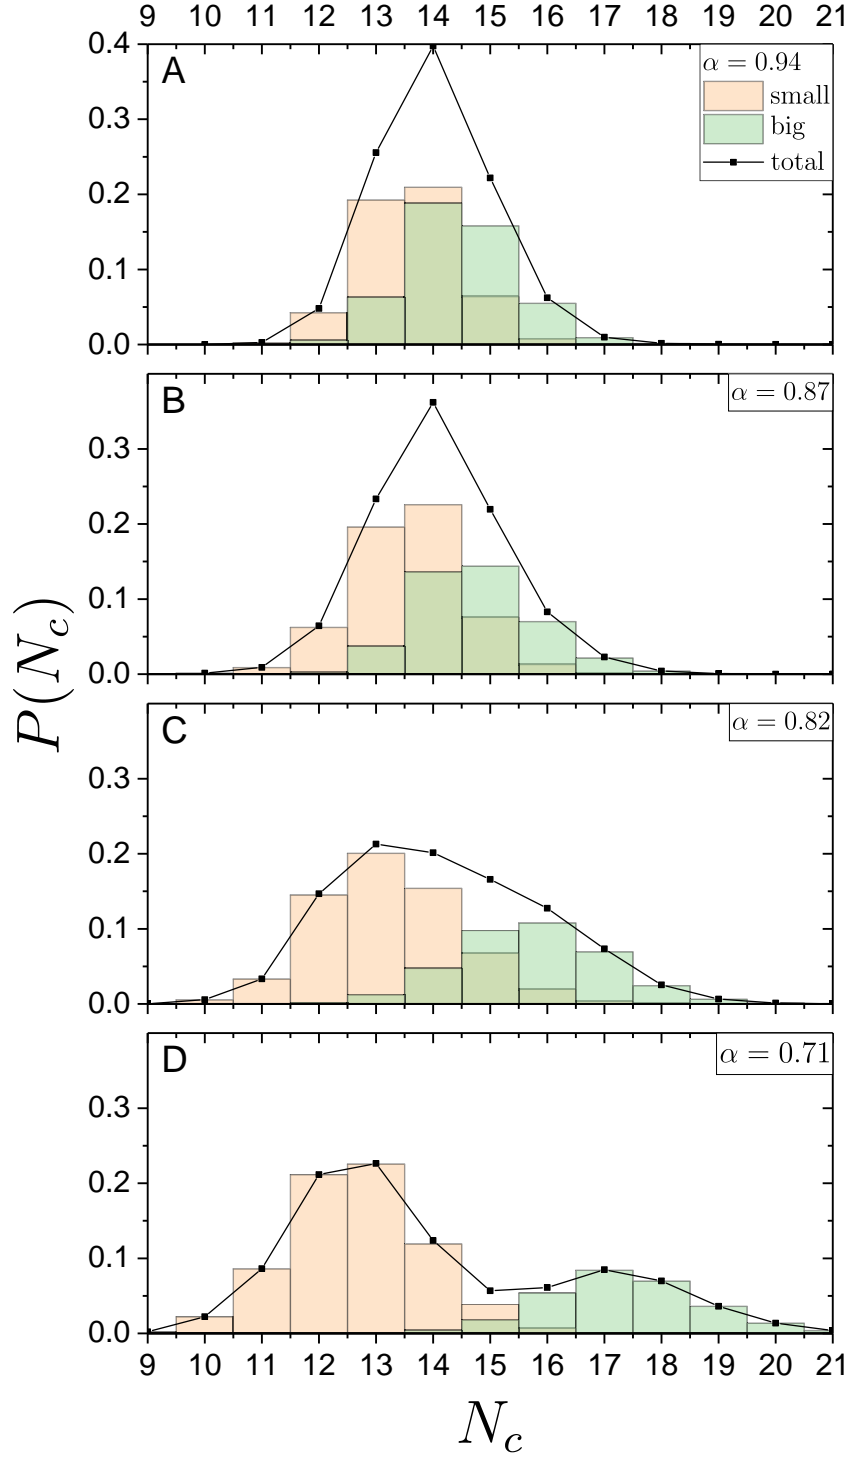 9 10 11 12 13 14 15 16 17 18 19 20 21
A
α = 0.94
small
big
total
0.4
0.3
0.2
0.1
0.0
B
α = 0.87
0.3
0.2
0.1
0.0
P(N_c)
C
α = 0.82
0.3
0.2
0.1
0.0
D
α = 0.71
0.3
0.2
0.1
0.0
9 10 11 12 13 14 15 16 17 18 19 20 21
N_c